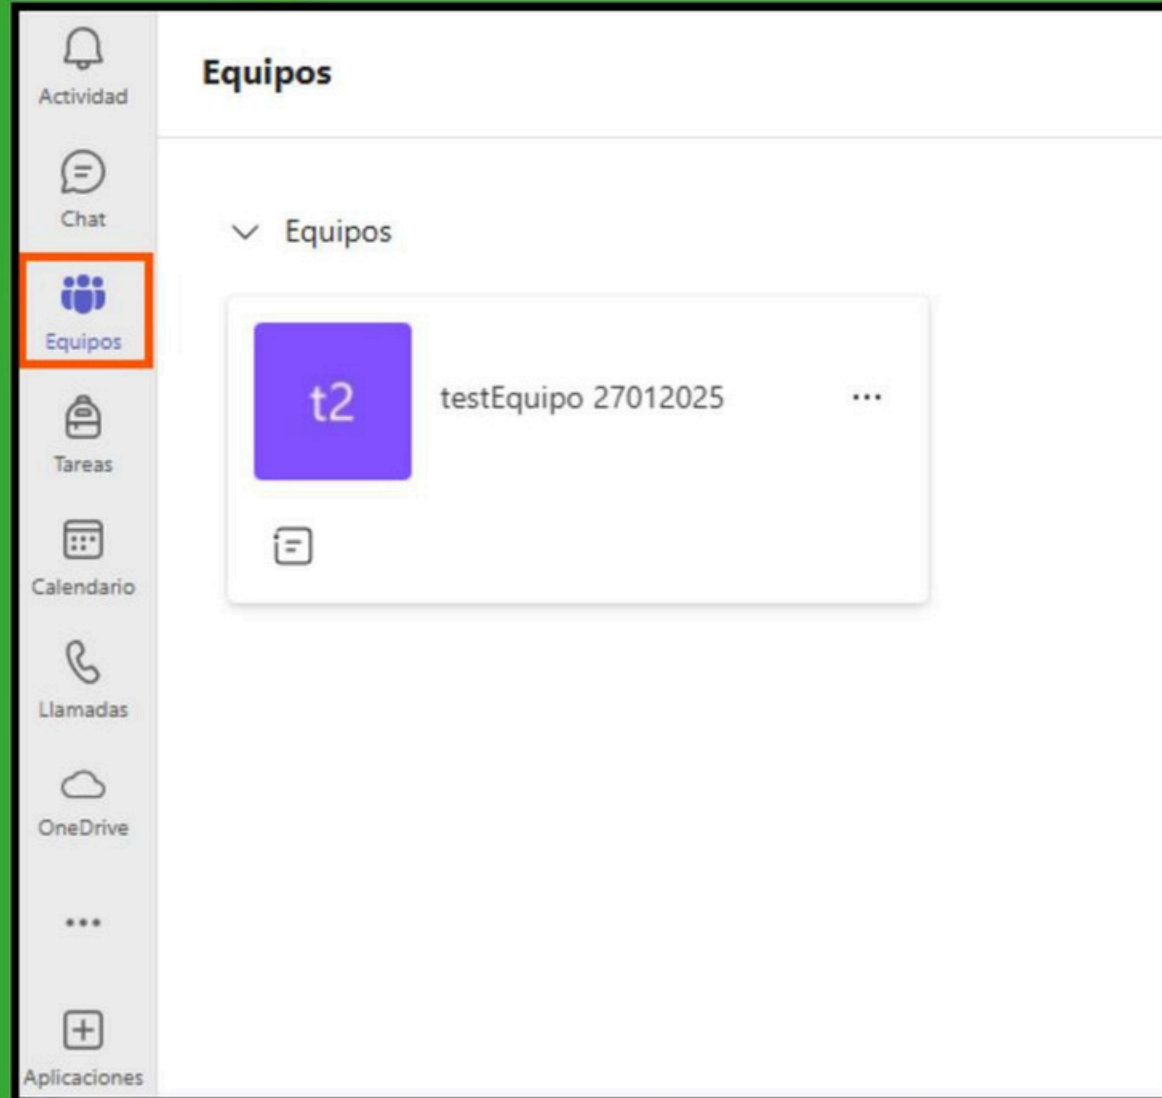 Actividad
Chat
Equipos
Tareas
Calendario
Llamadas
OneDrive
Aplicaciones
Equipos
Equipos
t2
testEquipo 27012025